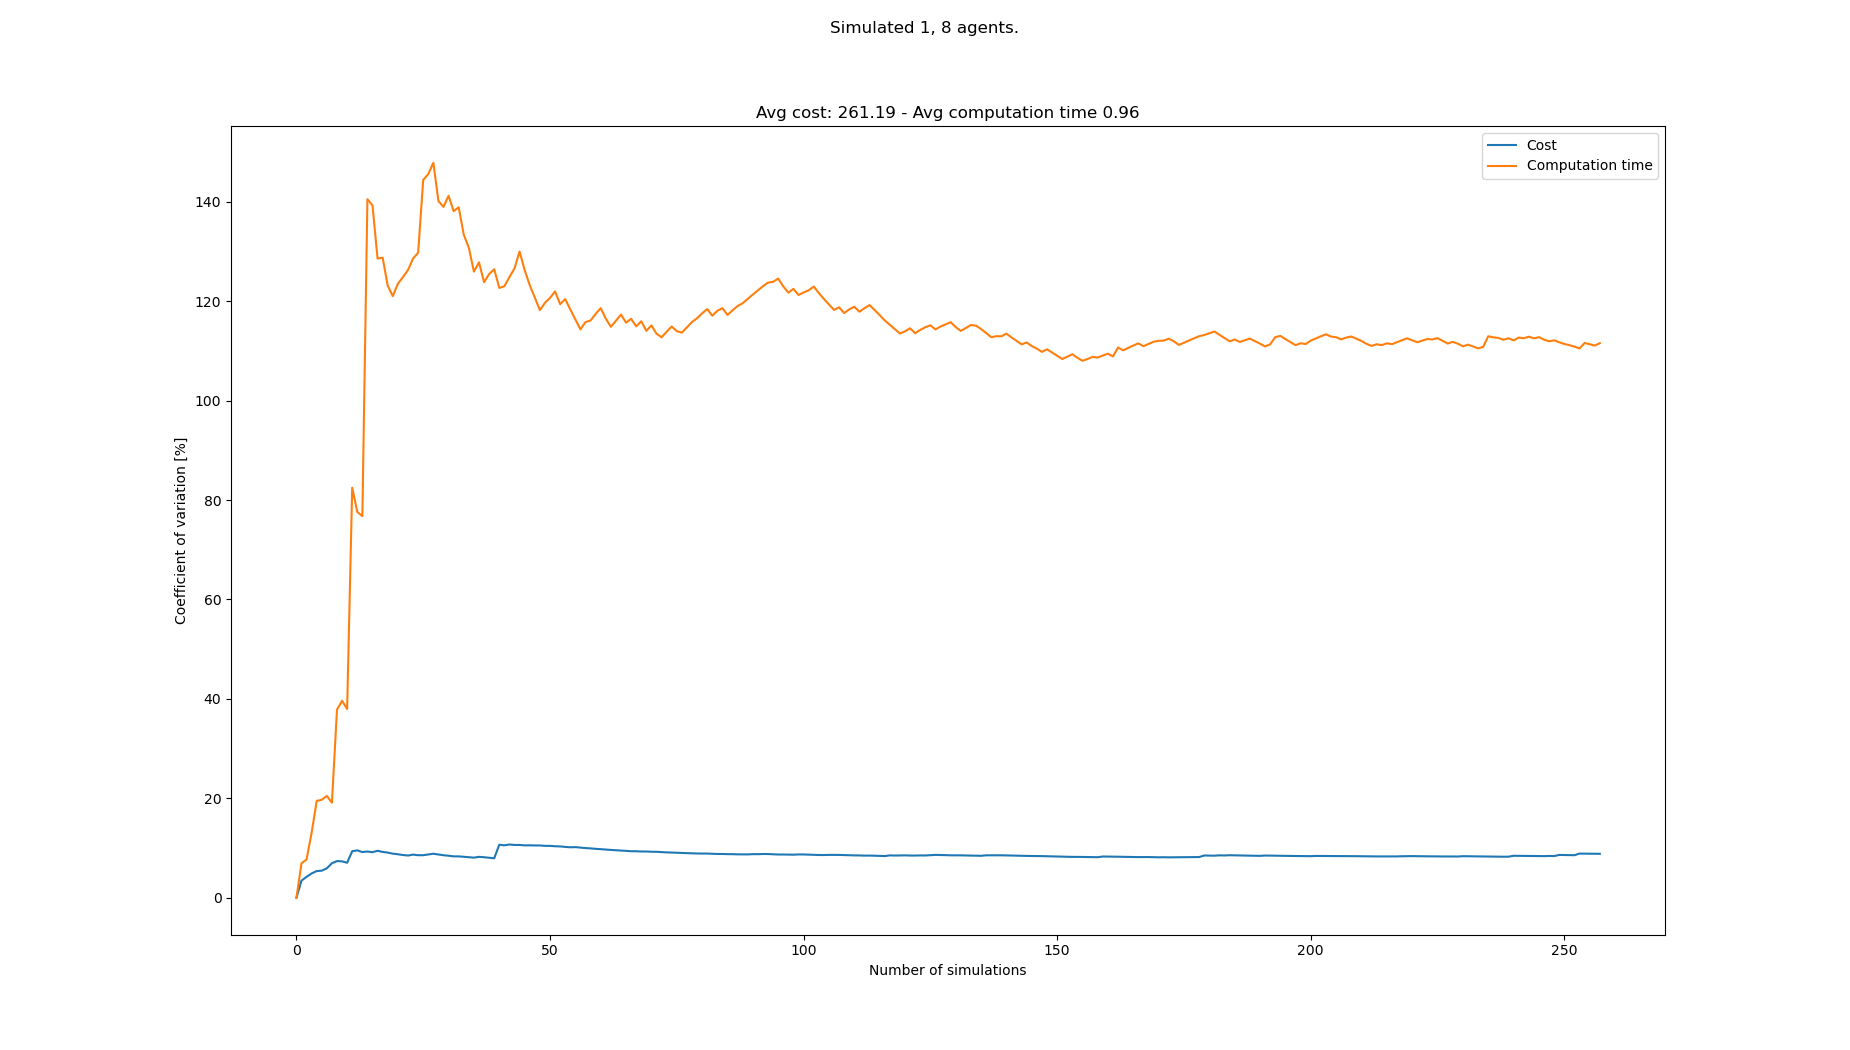 Simulated 1, 8 agents.
Avg cost: 261.19 - Avg computation time 0.96
Cost
Computation time
140
120
100
80
60
40
20
0
Coefficient of variation [%]
0 50 100 150 200 250
Number of simulations